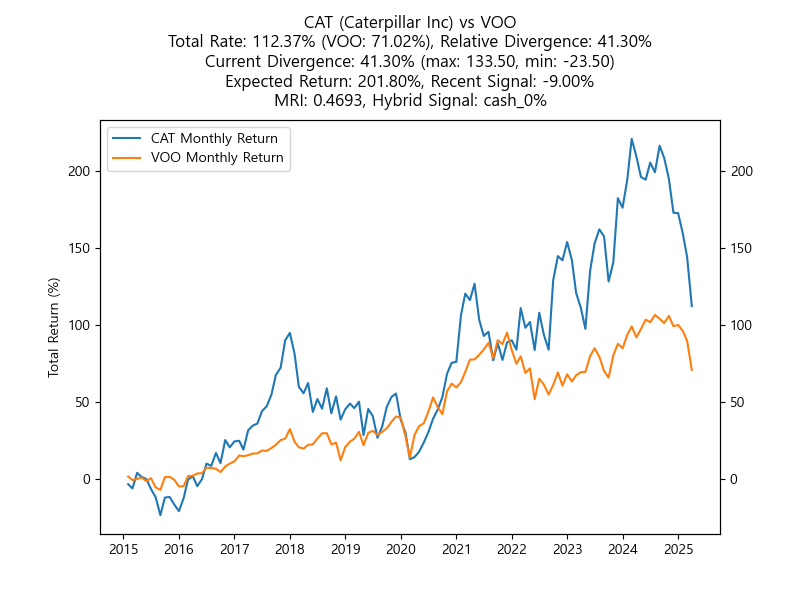 CAT (Caterpillar Inc) vs VOO
Total Rate: 112.37% (VOO: 71.02%), Relative Divergence: 41.30%
Current Divergence: 41.30% (max: 133.50, min: -23.50)
Expected Return: 201.80%, Recent Signal: -9.00%
MRI: 0.4693, Hybrid Signal: cash_0%
CAT Monthly Return
VOO Monthly Return
Total Return (%)
200
150
100
50
0
200
150
100
50
0
2015 2016 2017 2018 2019 2020 2021 2022 2023 2024 2025